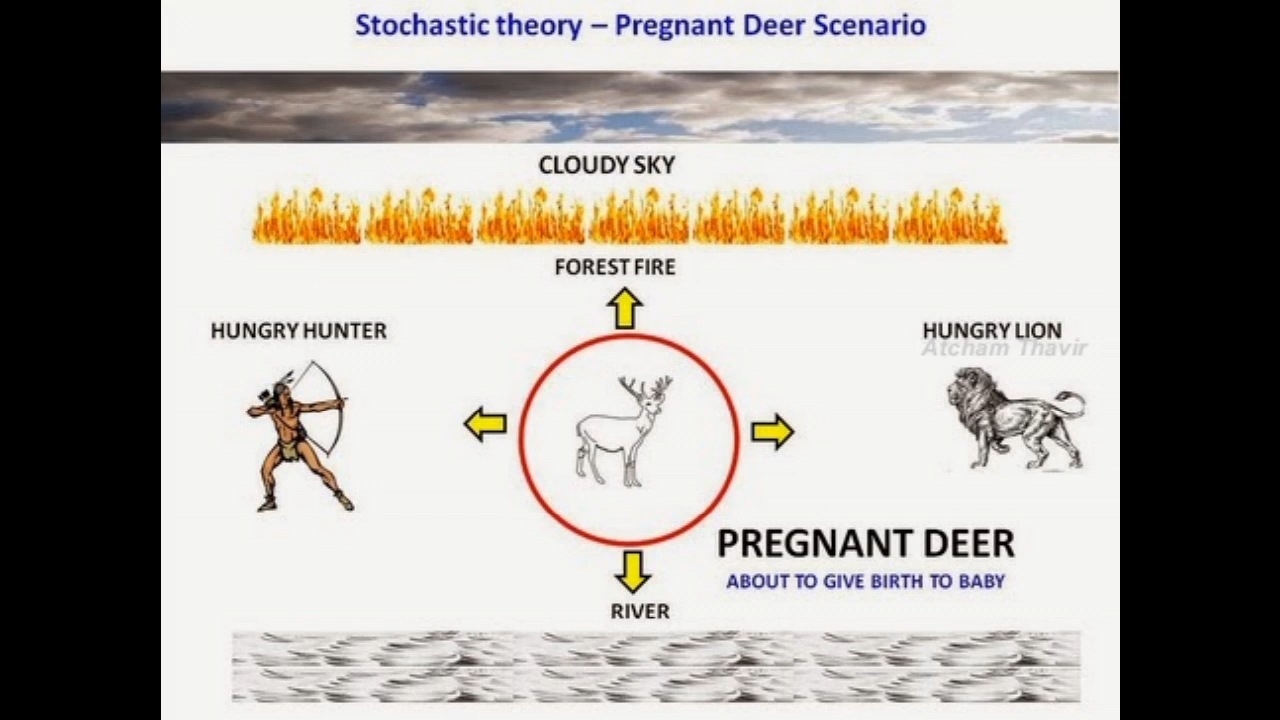 Stochastic theory – Pregnant Deer Scenario
CLOUDY SKY
FOREST FIRE
HUNGRY HUNTER
HUNGRY LION
Atcham Thavir
PREGNANT DEER
ABOUT TO GIVE BIRTH TO BABY
RIVER